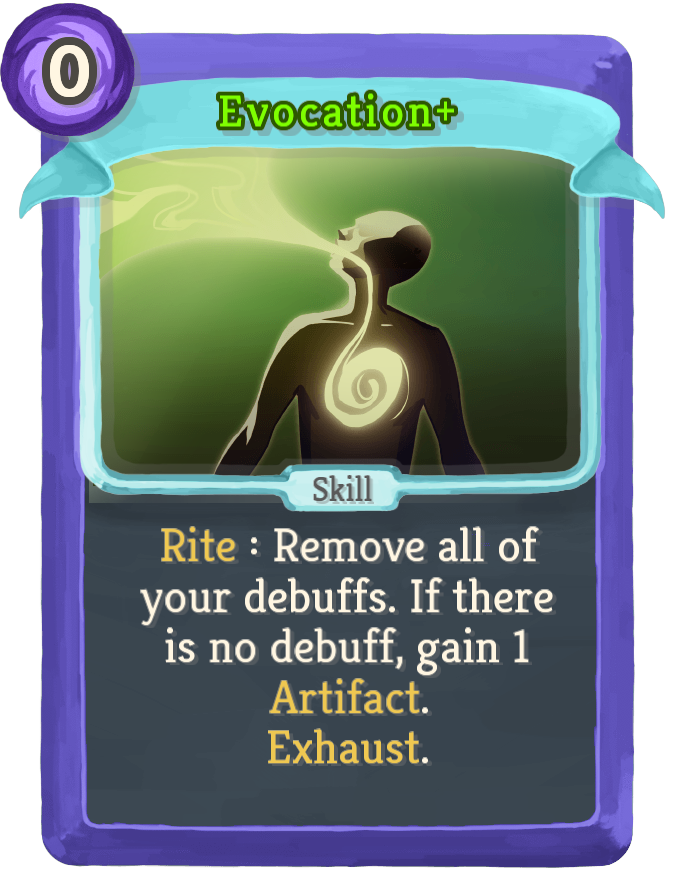 0
Evocation+
Skill
Rite : Remove all of
your debuffs. If there
is no debuff, gain 1
Artifact.
Exhaust.